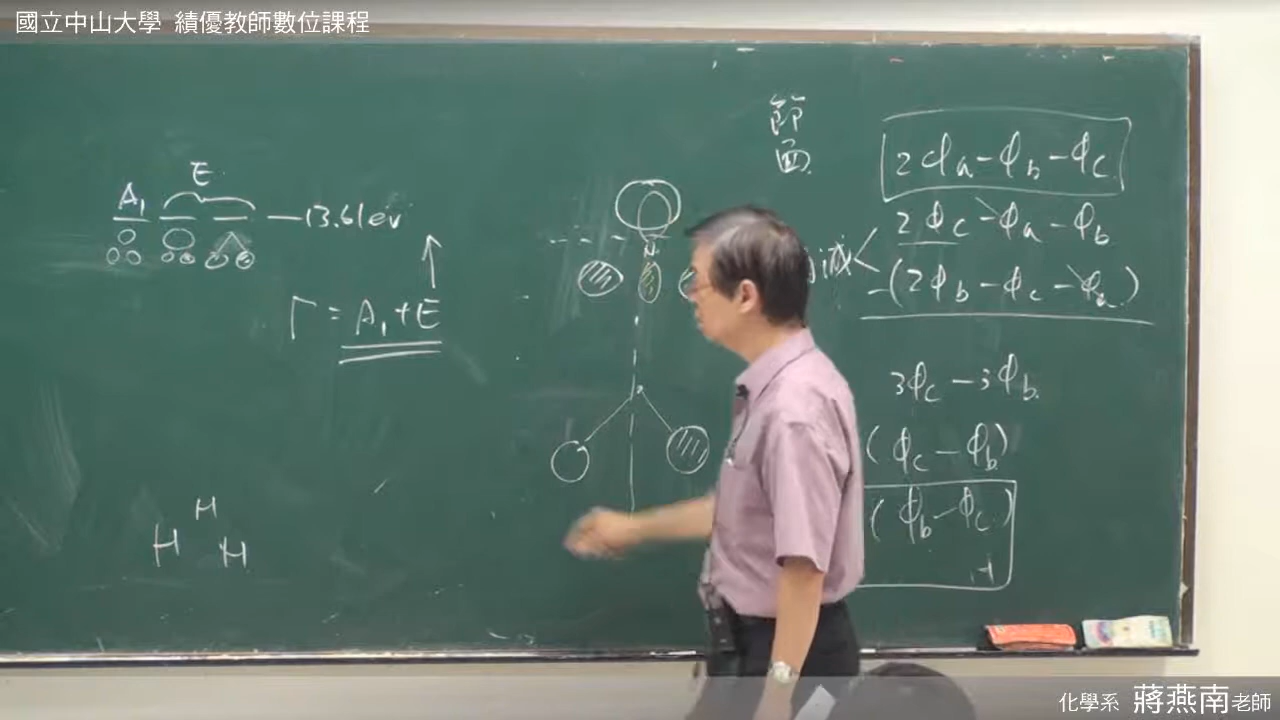 國立中山大學 績優教師數位課程
節
面
2Φa-Φb-Φc
2Φc-Φa-Φb
減
-(2Φb-Φc-Φa)
3Φc-3Φb
(Φc-Φb)
(Φb-Φc)
E
A1
-13.61ev
Γ=A1+E
N
H
H
H
H
化學系 蔣燕南老師